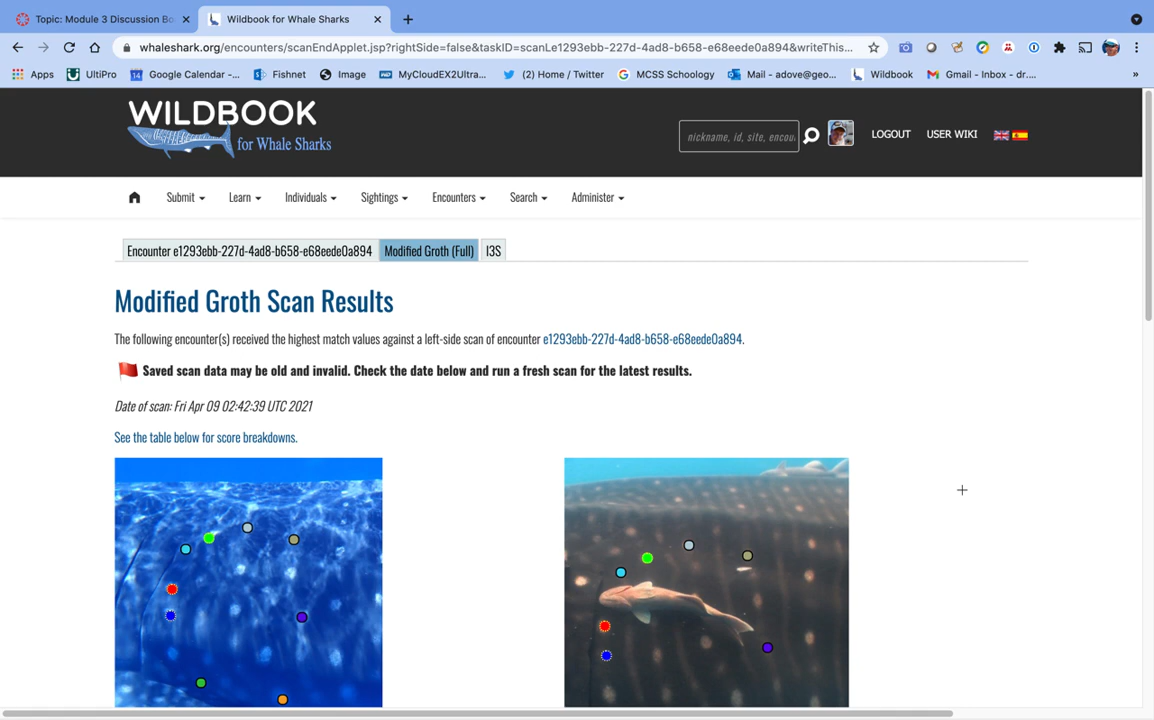 Topic: Module 3 Discussion Bo
Wildbook for Whale Sharks
whaleshark.org/encounters/scanEndApplet.jsp?rightSide=false&taskID=scanLe1293ebb-227d-4ad8-b658-e68eede0a894&writeThis...
Apps UltiPro Google Calendar -... Fishnet Image MyCloudEX2Ultra... (2) Home / Twitter MCSS Schoology Mail - adove@geo... Wildbook Gmail - Inbox - dr.... »
WILDBOOK
for Whale Sharks
nickname, id, site, encou
LOGOUT USER WIKI
Submit Learn Individuals Sightings Encounters Search Administer
Encounter e1293ebb-227d-4ad8-b658-e68eede0a894 Modified Groth (Full) I3S
Modified Groth Scan Results
The following encounter(s) received the highest match values against a left-side scan of encounter e1293ebb-227d-4ad8-b658-e68eede0a894.
Saved scan data may be old and invalid. Check the date below and run a fresh scan for the latest results.
Date of scan: Fri Apr 09 02:42:39 UTC 2021
See the table below for score breakdowns.